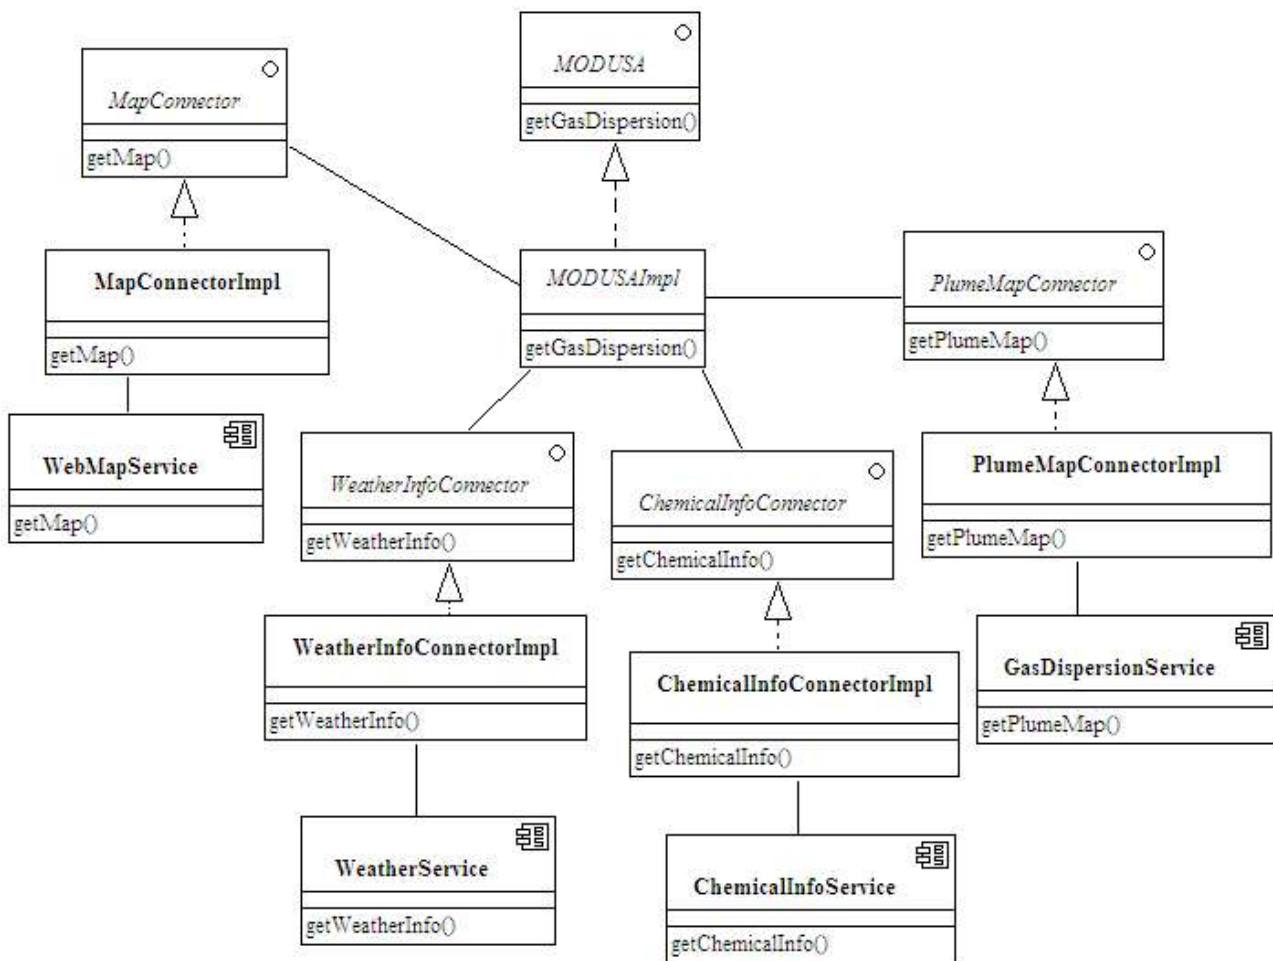 MODUSA
getGasDispersion()
MapConnector
getMap()
MapConnectorImpl
getMap()
MODUSAImpl
getGasDispersion()
PlumeMapConnector
getPlumeMap()
WebMapService
getMap()
WeatherInfoConnector
getWeatherInfo()
ChemicalInfoConnector
getChemicalInfo()
PlumeMapConnectorImpl
getPlumeMap()
WeatherInfoConnectorImpl
getWeatherInfo()
ChemicalInfoConnectorImpl
getChemicalInfo()
GasDispersionService
getPlumeMap()
WeatherService
getWeatherInfo()
ChemicalInfoService
getChemicalInfo()